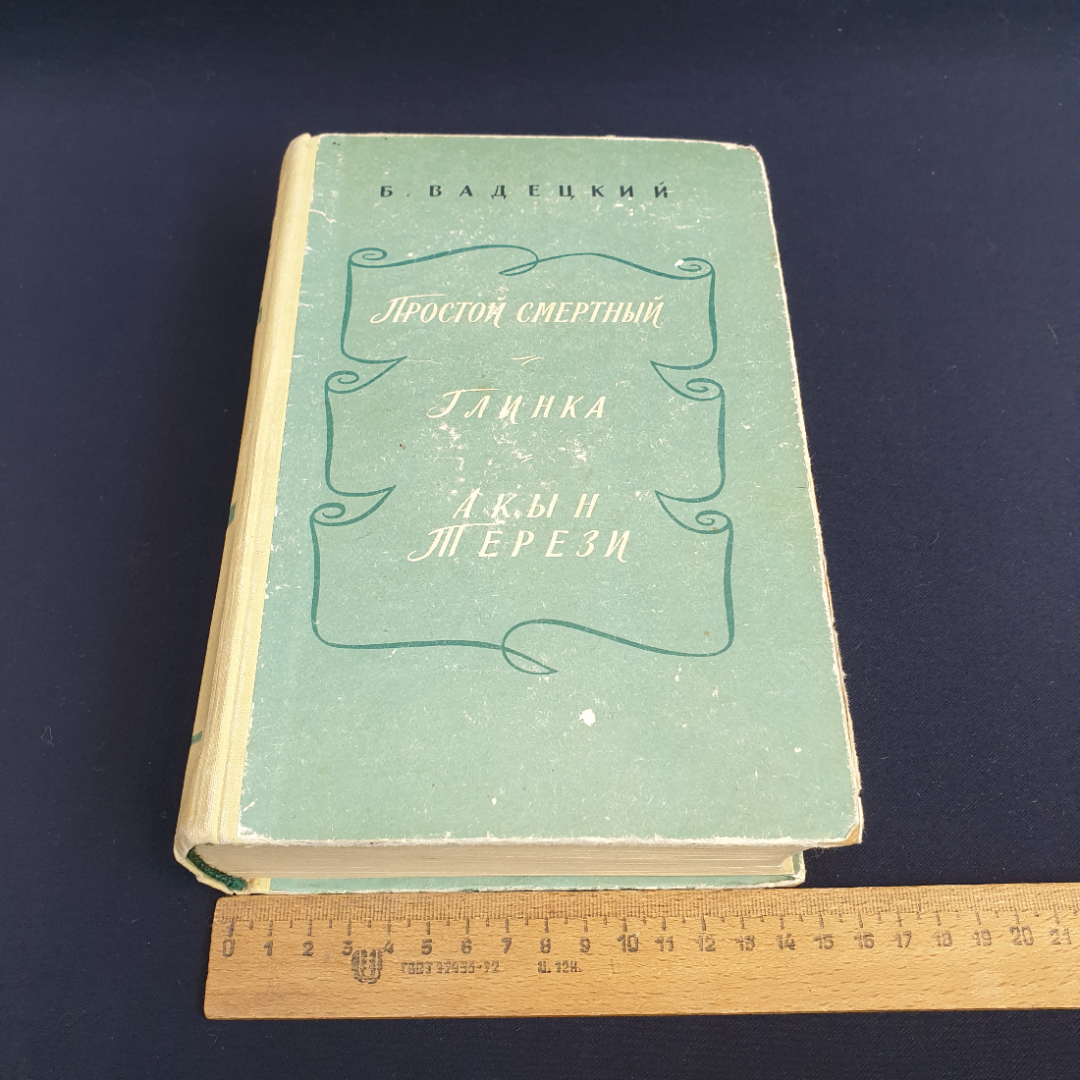 Б. ВАДЕЦКИЙ
ПРОСТОЙ СМЕРТНЫЙ
ГЛИНКА
АКЫН
ТЕРЕЗИ
0 1 2 3 4 5 6 7 8 9 10 11 12 13 14 15 16 17 18 19 20 21
Ц. 12К.